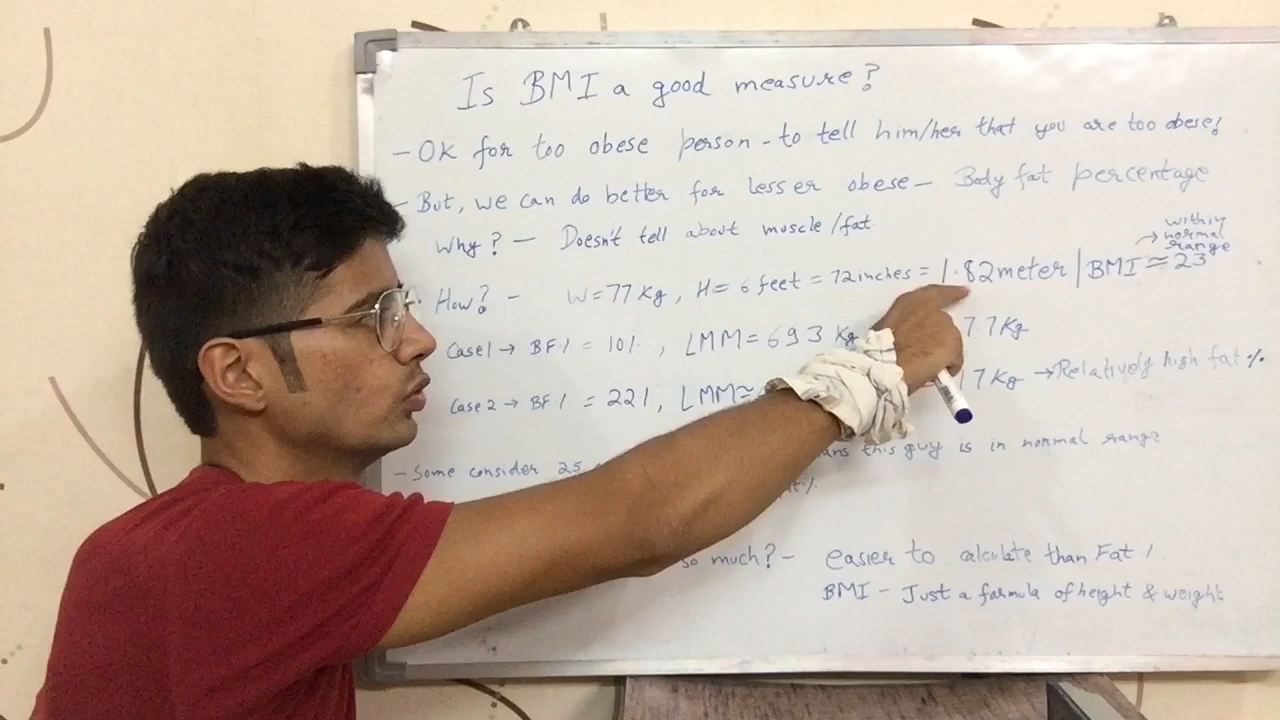 Is BMI a good measure?
- OK for too obese person - to tell him/her that you are too obese!
- But, we can do better for lesser obese - Body fat percentage
Why? - Doesn't tell about muscle/fat
→ within normal range
How? - W=77 Kg, H= 6 feet = 72 inches = 1.82 meter | BMI ≈ 23
Case 1 → BF% = 10%, LMM= 693 Kg 7.7 Kg
Case 2 → BF% = 22%, LMM≈ 7 Kg → Relatively high fat %
- Some consider 25 this guy is in normal range
so much? - easier to calculate than Fat %
BMI - Just a formula of height & weight